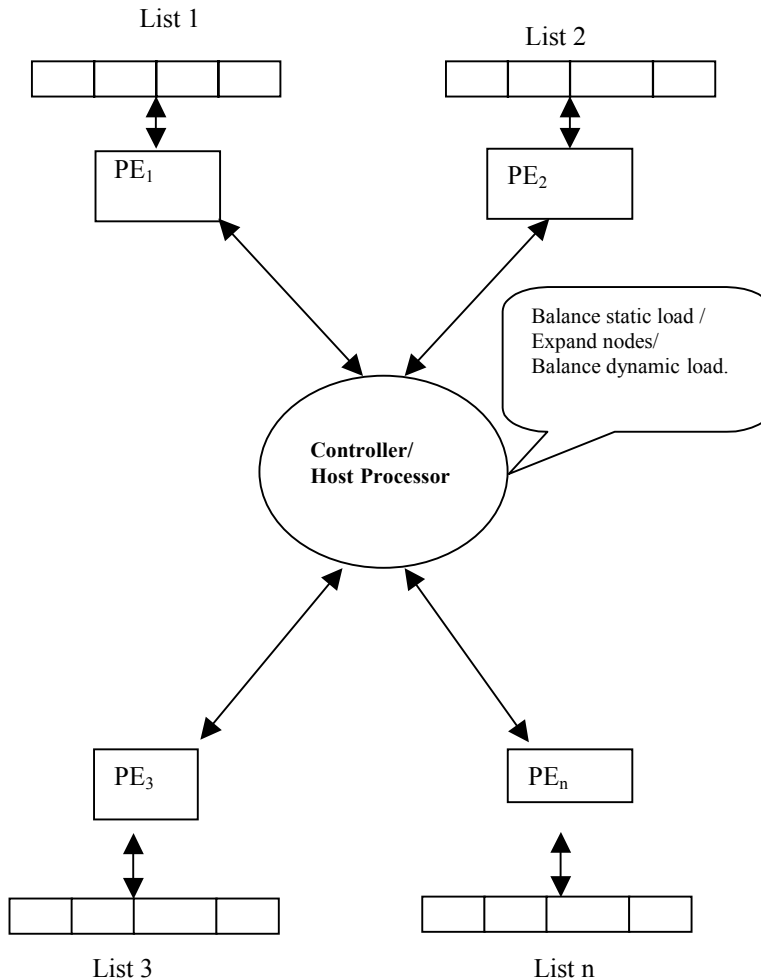 List 1
List 2
PE₁
PE₂
Balance static load /
Expand nodes/
Balance dynamic load.
Controller/
Host Processor
PE₃
PEₙ
List 3
List n